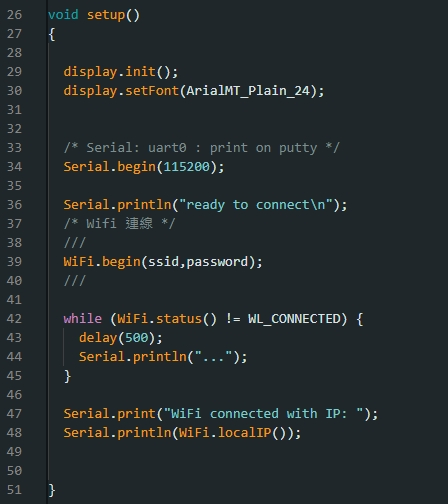 26 void setup()
27 {
28
29   display.init();
30   display.setFont(ArialMT_Plain_24);
31
32
33   /* Serial: uart0 : print on putty */
34   Serial.begin(115200);
35
36   Serial.println("ready to connect\n");
37   /* Wifi 連線 */
38   ///
39   WiFi.begin(ssid,password);
40   ///
41
42   while (WiFi.status() != WL_CONNECTED) {
43     delay(500);
44     Serial.println("...");
45   }
46
47   Serial.print("WiFi connected with IP: ");
48   Serial.println(WiFi.localIP());
49
50
51 }